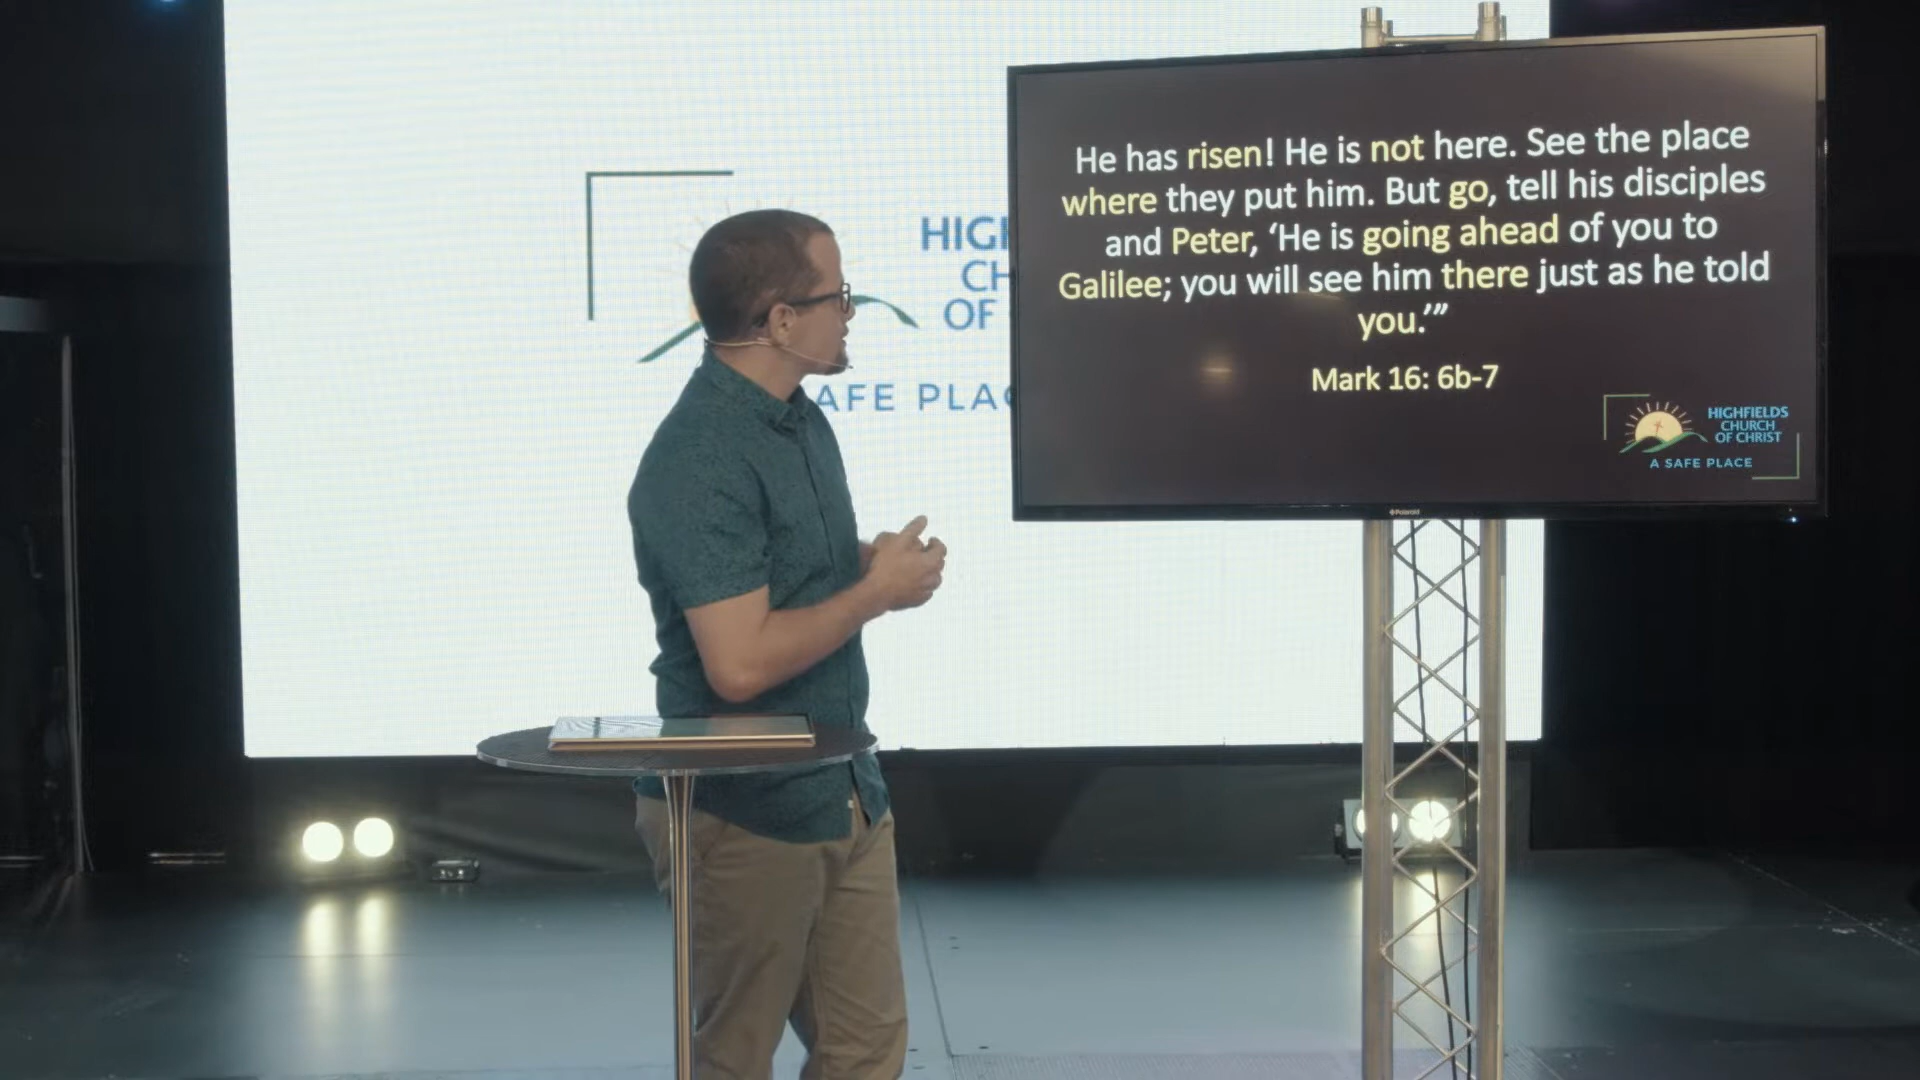 He has risen! He is not here. See the place
where they put him. But go, tell his disciples
and Peter, ‘He is going ahead of you to
Galilee; you will see him there just as he told
you.’”
Mark 16: 6b-7
HIGHFIELDS
CHURCH
OF CHRIST
A SAFE PLACE
Polaroid
HIGH
CH
OF
AFE PLAC